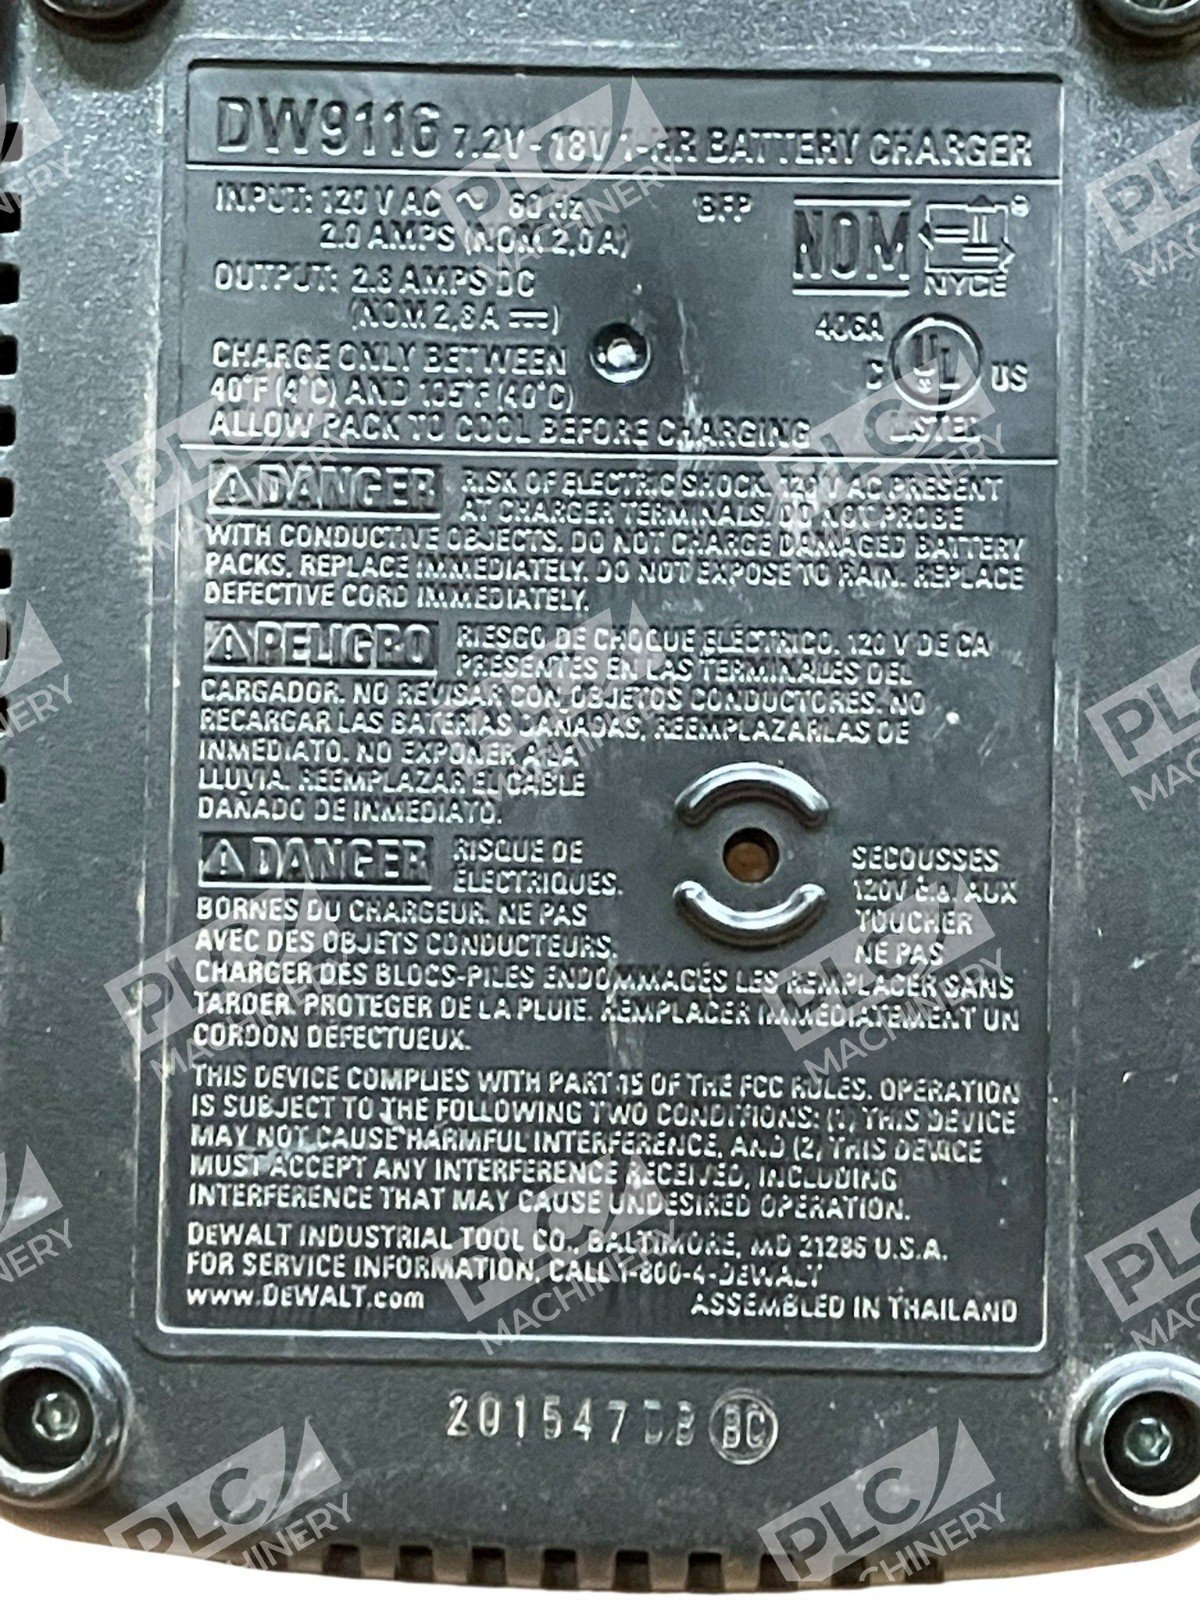 DW9116 7.2V - 18V 1-HR BATTERY CHARGER
INPUT: 120 V AC ~ 60 Hz BFP NOM
2.0 AMPS (NOM 2,0 A)
OUTPUT: 2.8 AMPS DC NYCE
(NOM 2,8 A ⎓)
406A
CHARGE ONLY BETWEEN
40°F (4°C) AND 105°F (40°C) C UL US
ALLOW PACK TO COOL BEFORE CHARGING LISTED
⚠DANGER RISK OF ELECTRIC SHOCK. 120 V AC PRESENT
AT CHARGER TERMINALS. DO NOT PROBE
WITH CONDUCTIVE OBJECTS. DO NOT CHARGE DAMAGED BATTERY
PACKS. REPLACE IMMEDIATELY. DO NOT EXPOSE TO RAIN. REPLACE
DEFECTIVE CORD IMMEDIATELY.
⚠PELIGRO RIESGO DE CHOQUE ELÉCTRICO. 120 V DE CA
PRESENTES EN LAS TERMINALES DEL
CARGADOR. NO REVISAR CON OBJETOS CONDUCTORES. NO
RECARGAR LAS BATERÍAS DAÑADAS; REEMPLAZARLAS DE
INMEDIATO. NO EXPONER A LA
LLUVIA. REEMPLAZAR EL CABLE
DAÑADO DE INMEDIATO.
⚠DANGER RISQUE DE SECOUSSES
ÉLECTRIQUES. 120V c.a. AUX
BORNES DU CHARGEUR. NE PAS TOUCHER
AVEC DES OBJETS CONDUCTEURS. NE PAS
CHARGER DES BLOCS-PILES ENDOMMAGÉS LES REMPLACER SANS
TARDER. PROTEGER DE LA PLUIE. REMPLACER IMMÉDIATEMENT UN
CORDON DEFECTUEUX.
THIS DEVICE COMPLIES WITH PART 15 OF THE FCC RULES. OPERATION
IS SUBJECT TO THE FOLLOWING TWO CONDITIONS: (1) THIS DEVICE
MAY NOT CAUSE HARMFUL INTERFERENCE, AND (2) THIS DEVICE
MUST ACCEPT ANY INTERFERENCE RECEIVED, INCLUDING
INTERFERENCE THAT MAY CAUSE UNDESIRED OPERATION.
DEWALT INDUSTRIAL TOOL CO., BALTIMORE, MD 21286 U.S.A.
FOR SERVICE INFORMATION, CALL 1-800-4-DEWALT
www.DEWALT.com ASSEMBLED IN THAILAND
201547 DB BC
PLC MACHINERY